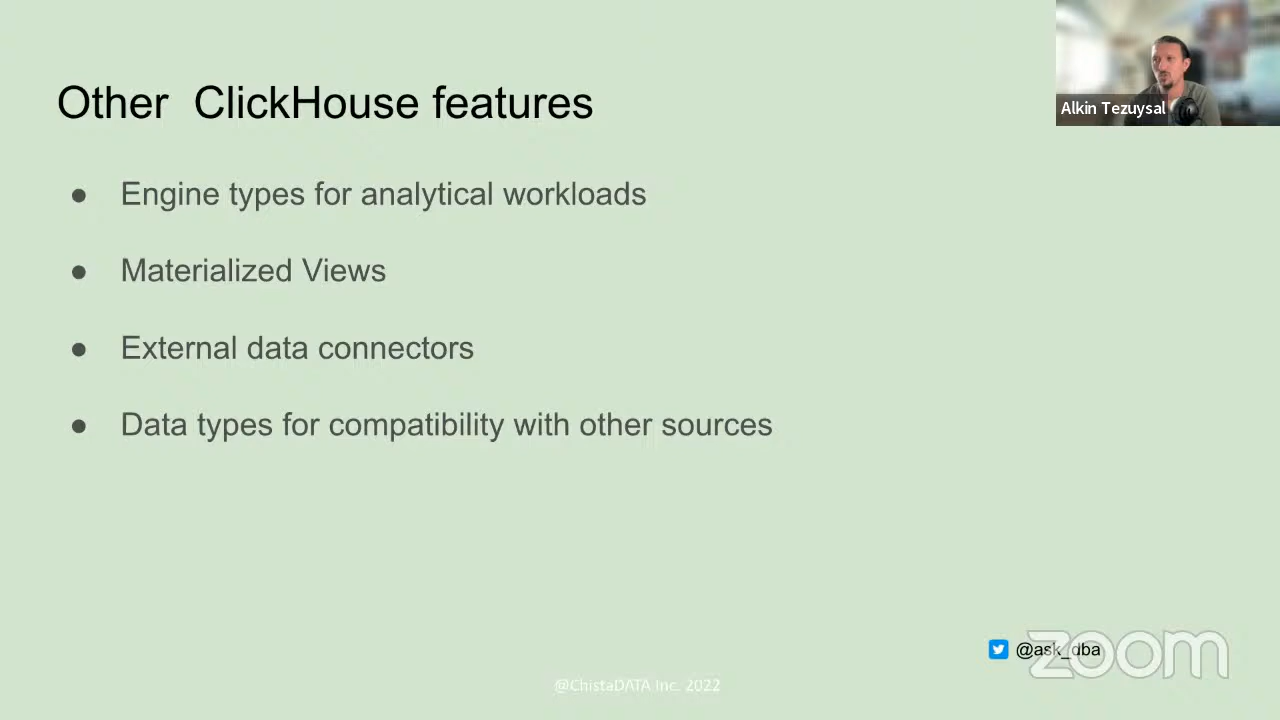 Other  ClickHouse features
Alkin Tezuysal
● Engine types for analytical workloads
● Materialized Views
● External data connectors
● Data types for compatibility with other sources
@ask_dba
zoom
@ChistaDATA Inc. 2022